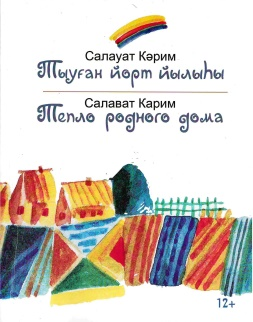 Салауат Кәрим
Тыуған йорт йылыһы
Салават Карим
Тепло родного дома
12+